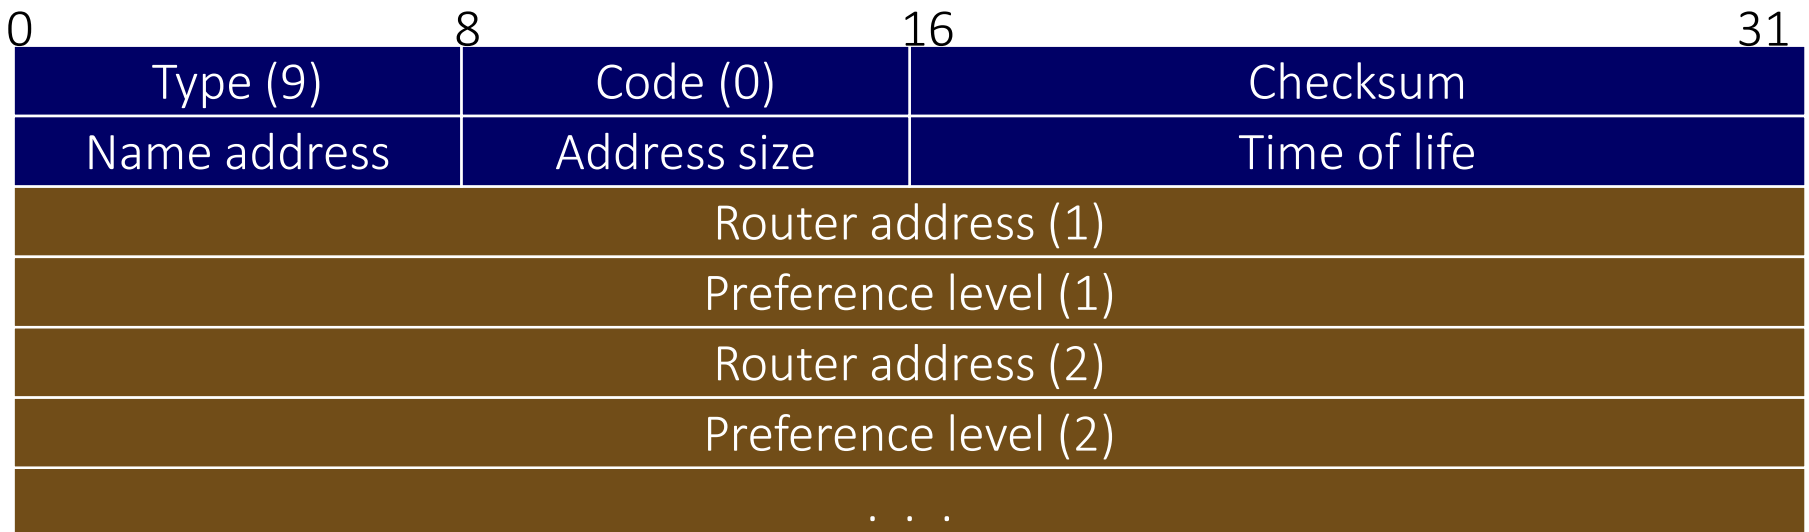 0 8 16 31
Type (9) Code (0) Checksum
Name address Address size Time of life
Router address (1)
Preference level (1)
Router address (2)
Preference level (2)
. . .